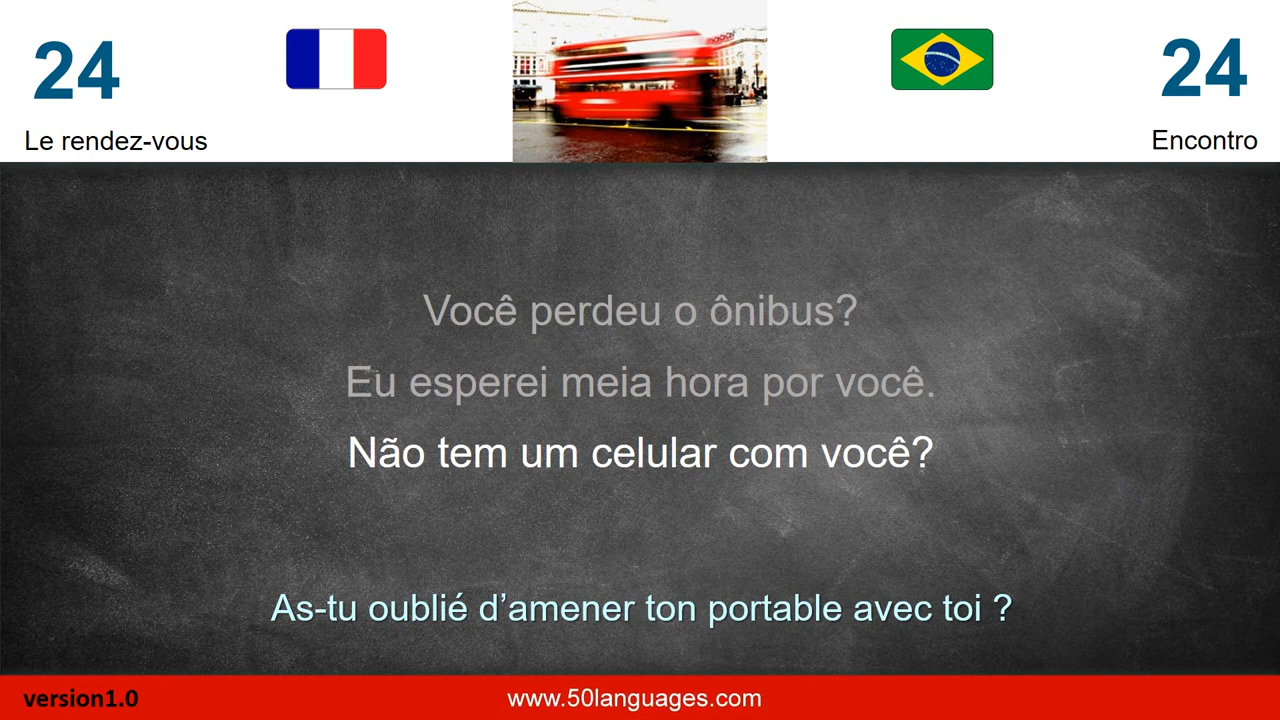 24
24
Le rendez-vous
Encontro
Você perdeu o ônibus?
Eu esperei meia hora por você.
Não tem um celular com você?
As-tu oublié d’amener ton portable avec toi ?
version1.0
www.50languages.com